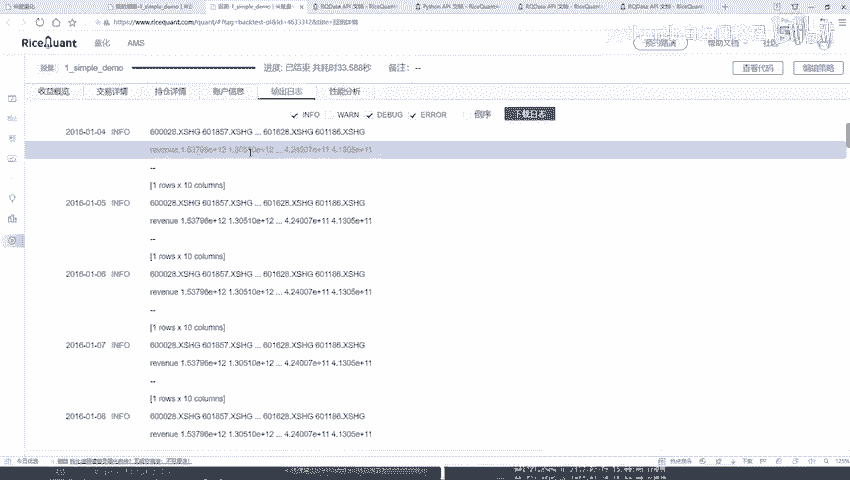 RiceQuant 量化 AMS 帮助文档 社区
1_simple_demo 进度: 已结束 共耗时33.588秒 备注: -- 查看代码 编辑策略
收益概览 交易详情 持仓详情 账户信息 输出日志 性能分析
INFO WARN DEBUG ERROR 倒序 下载日志
2016-01-04 INFO 600028.XSHG 601857.XSHG ... 601628.XSHG 601186.XSHG
revenue 1.53796e+12 1.30510e+12 ... 4.24007e+11 4.1305e+11
--
[1 rows x 10 columns]
2016-01-05 INFO 600028.XSHG 601857.XSHG ... 601628.XSHG 601186.XSHG
revenue 1.53796e+12 1.30510e+12 ... 4.24007e+11 4.1305e+11
--
[1 rows x 10 columns]
2016-01-06 INFO 600028.XSHG 601857.XSHG ... 601628.XSHG 601186.XSHG
revenue 1.53796e+12 1.30510e+12 ... 4.24007e+11 4.1305e+11
--
[1 rows x 10 columns]
2016-01-07 INFO 600028.XSHG 601857.XSHG ... 601628.XSHG 601186.XSHG
revenue 1.53796e+12 1.30510e+12 ... 4.24007e+11 4.1305e+11
--
[1 rows x 10 columns]
2016-01-08 INFO 600028.XSHG 601857.XSHG ... 601628.XSHG 601186.XSHG
revenue 1.53796e+12 1.30510e+12 ... 4.24007e+11 4.1305e+11